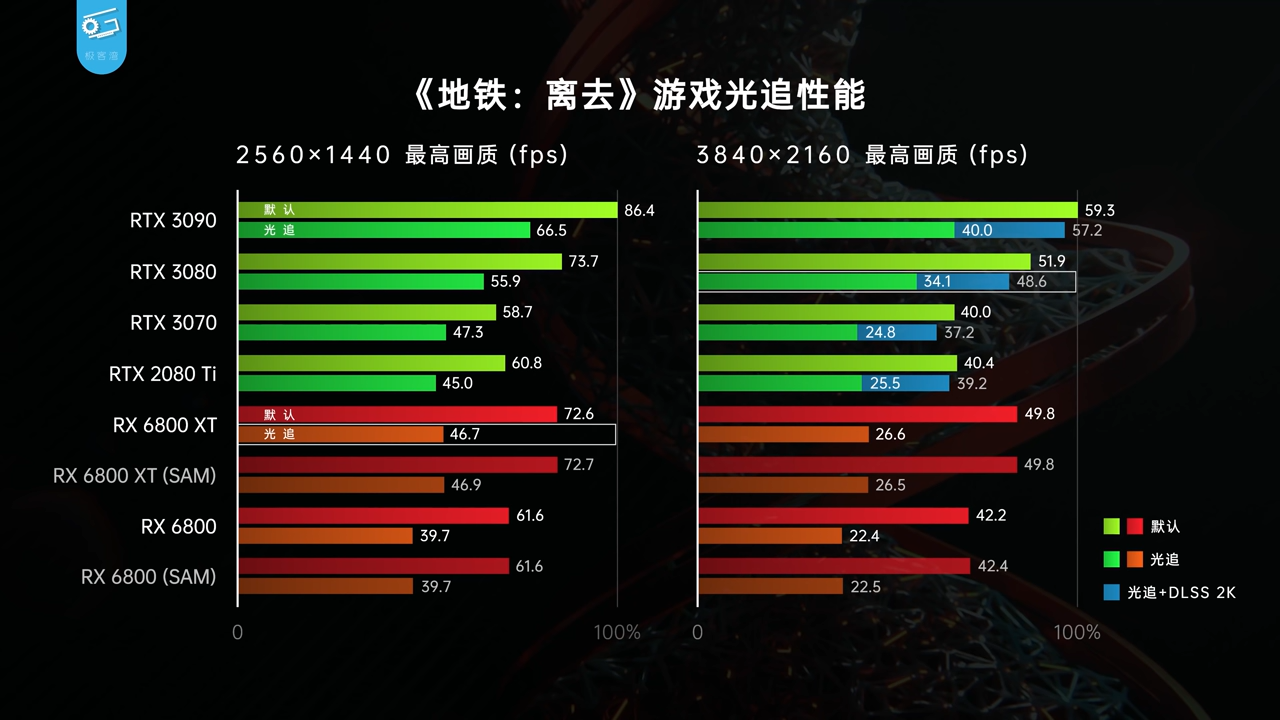 极客湾
《地铁：离去》游戏光追性能
2560×1440 最高画质 (fps)
3840×2160 最高画质 (fps)
RTX 3090
默认
86.4
光追
66.5
59.3
40.0
57.2
RTX 3080
73.7
55.9
51.9
34.1
48.6
RTX 3070
58.7
47.3
40.0
24.8
37.2
RTX 2080 Ti
60.8
45.0
40.4
25.5
39.2
RX 6800 XT
默认
72.6
光追
46.7
49.8
26.6
RX 6800 XT (SAM)
72.7
46.9
49.8
26.5
RX 6800
61.6
39.7
42.2
22.4
RX 6800 (SAM)
61.6
39.7
42.4
22.5
0
100%
0
100%
默认
光追
光追+DLSS 2K